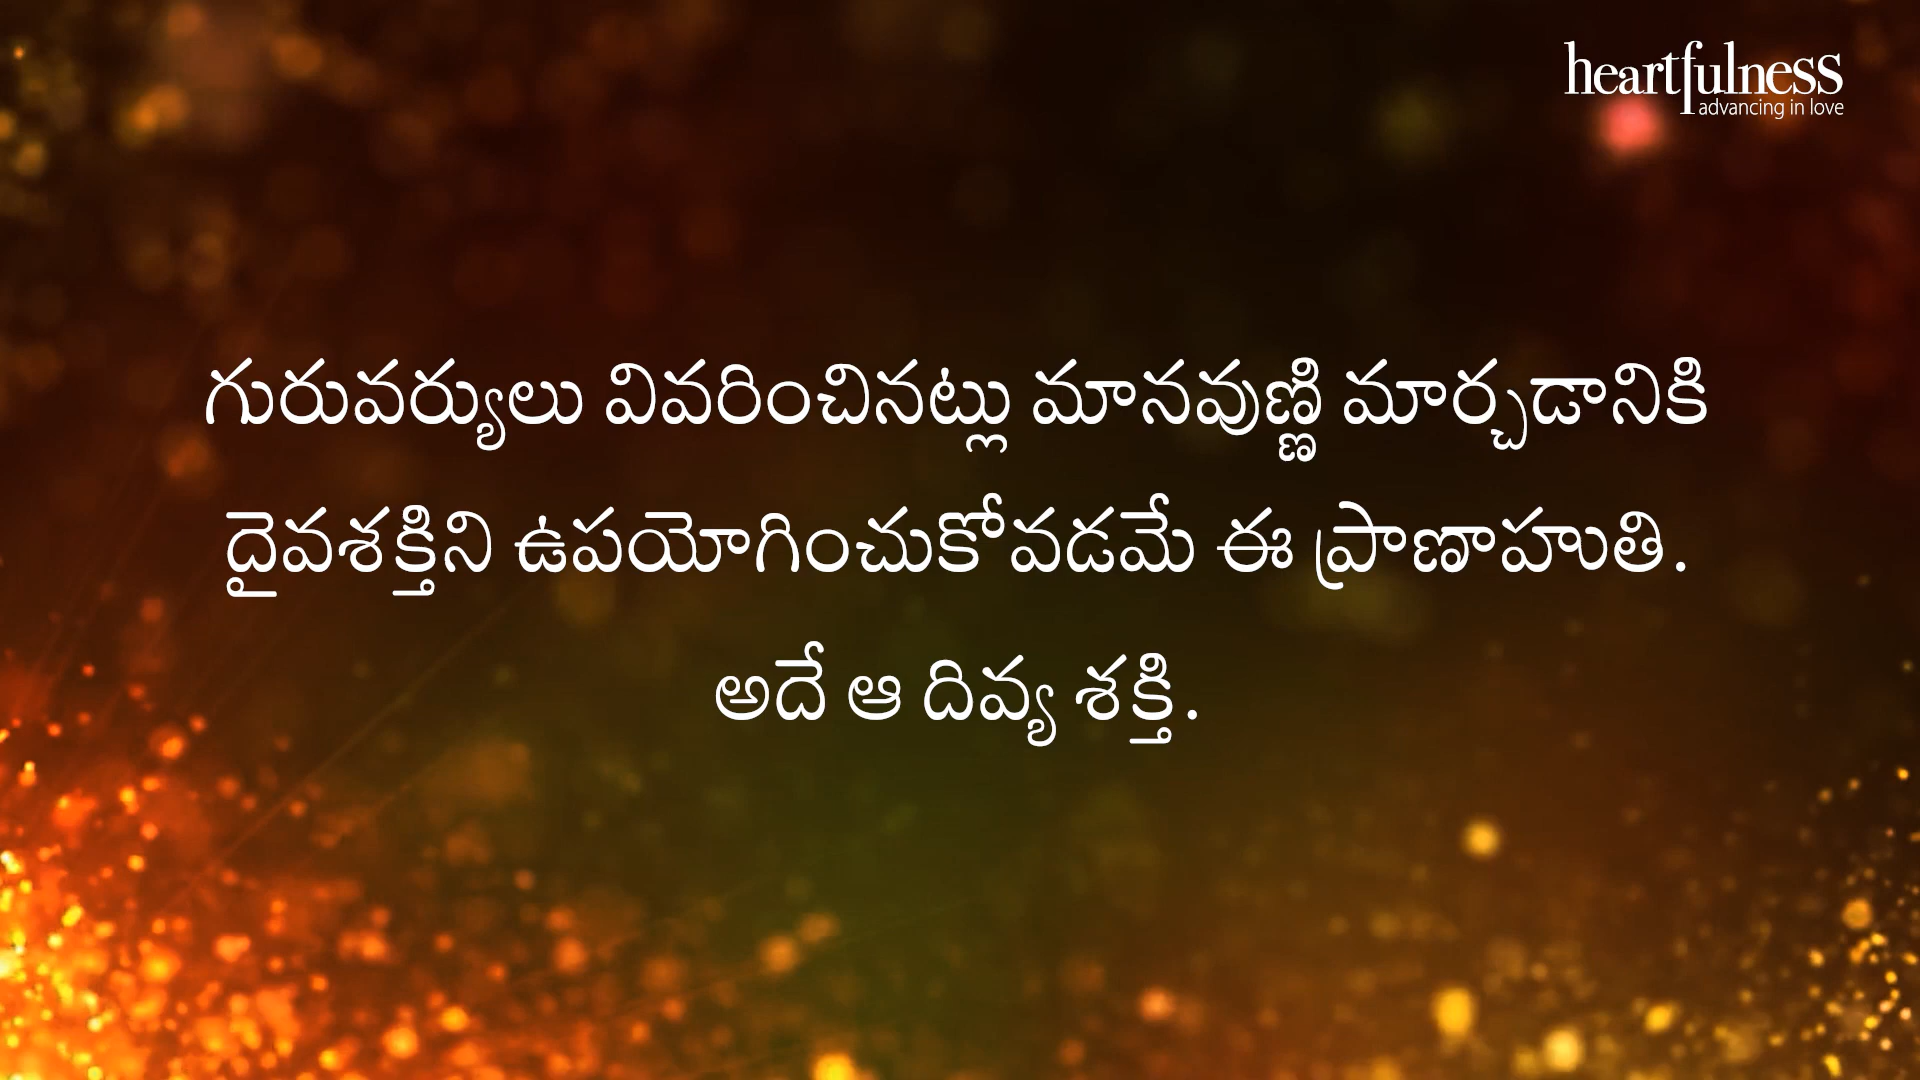 heartfulness
advancing in love
గురువర్యులు వివరించినట్లు మానవుణ్ణి మార్చడానికి
దైవశక్తిని ఉపయోగించుకోవడమే ఈ ప్రాణాహుతి.
అదే ఆ దివ్య శక్తి.